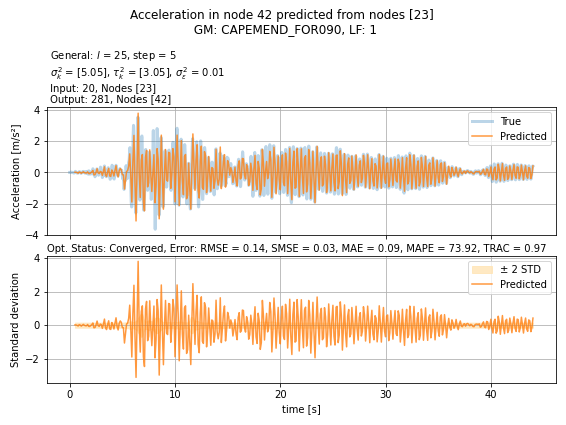 Acceleration in node 42 predicted from nodes [23]
GM: CAPEMEND_FOR090, LF: 1
General: l = 25, step = 5
σ²ₖ = [5.05], τ²ₖ = [3.05], σ²ε = 0.01
Input: 20, Nodes [23]
Output: 281, Nodes [42]
Acceleration [m/s²]
4
2
0
−2
−4
True
Predicted
Opt. Status: Converged, Error: RMSE = 0.14, SMSE = 0.03, MAE = 0.09, MAPE = 73.92, TRAC = 0.97
Standard deviation
4
2
0
−2
± 2 STD
Predicted
0 10 20 30 40
time [s]